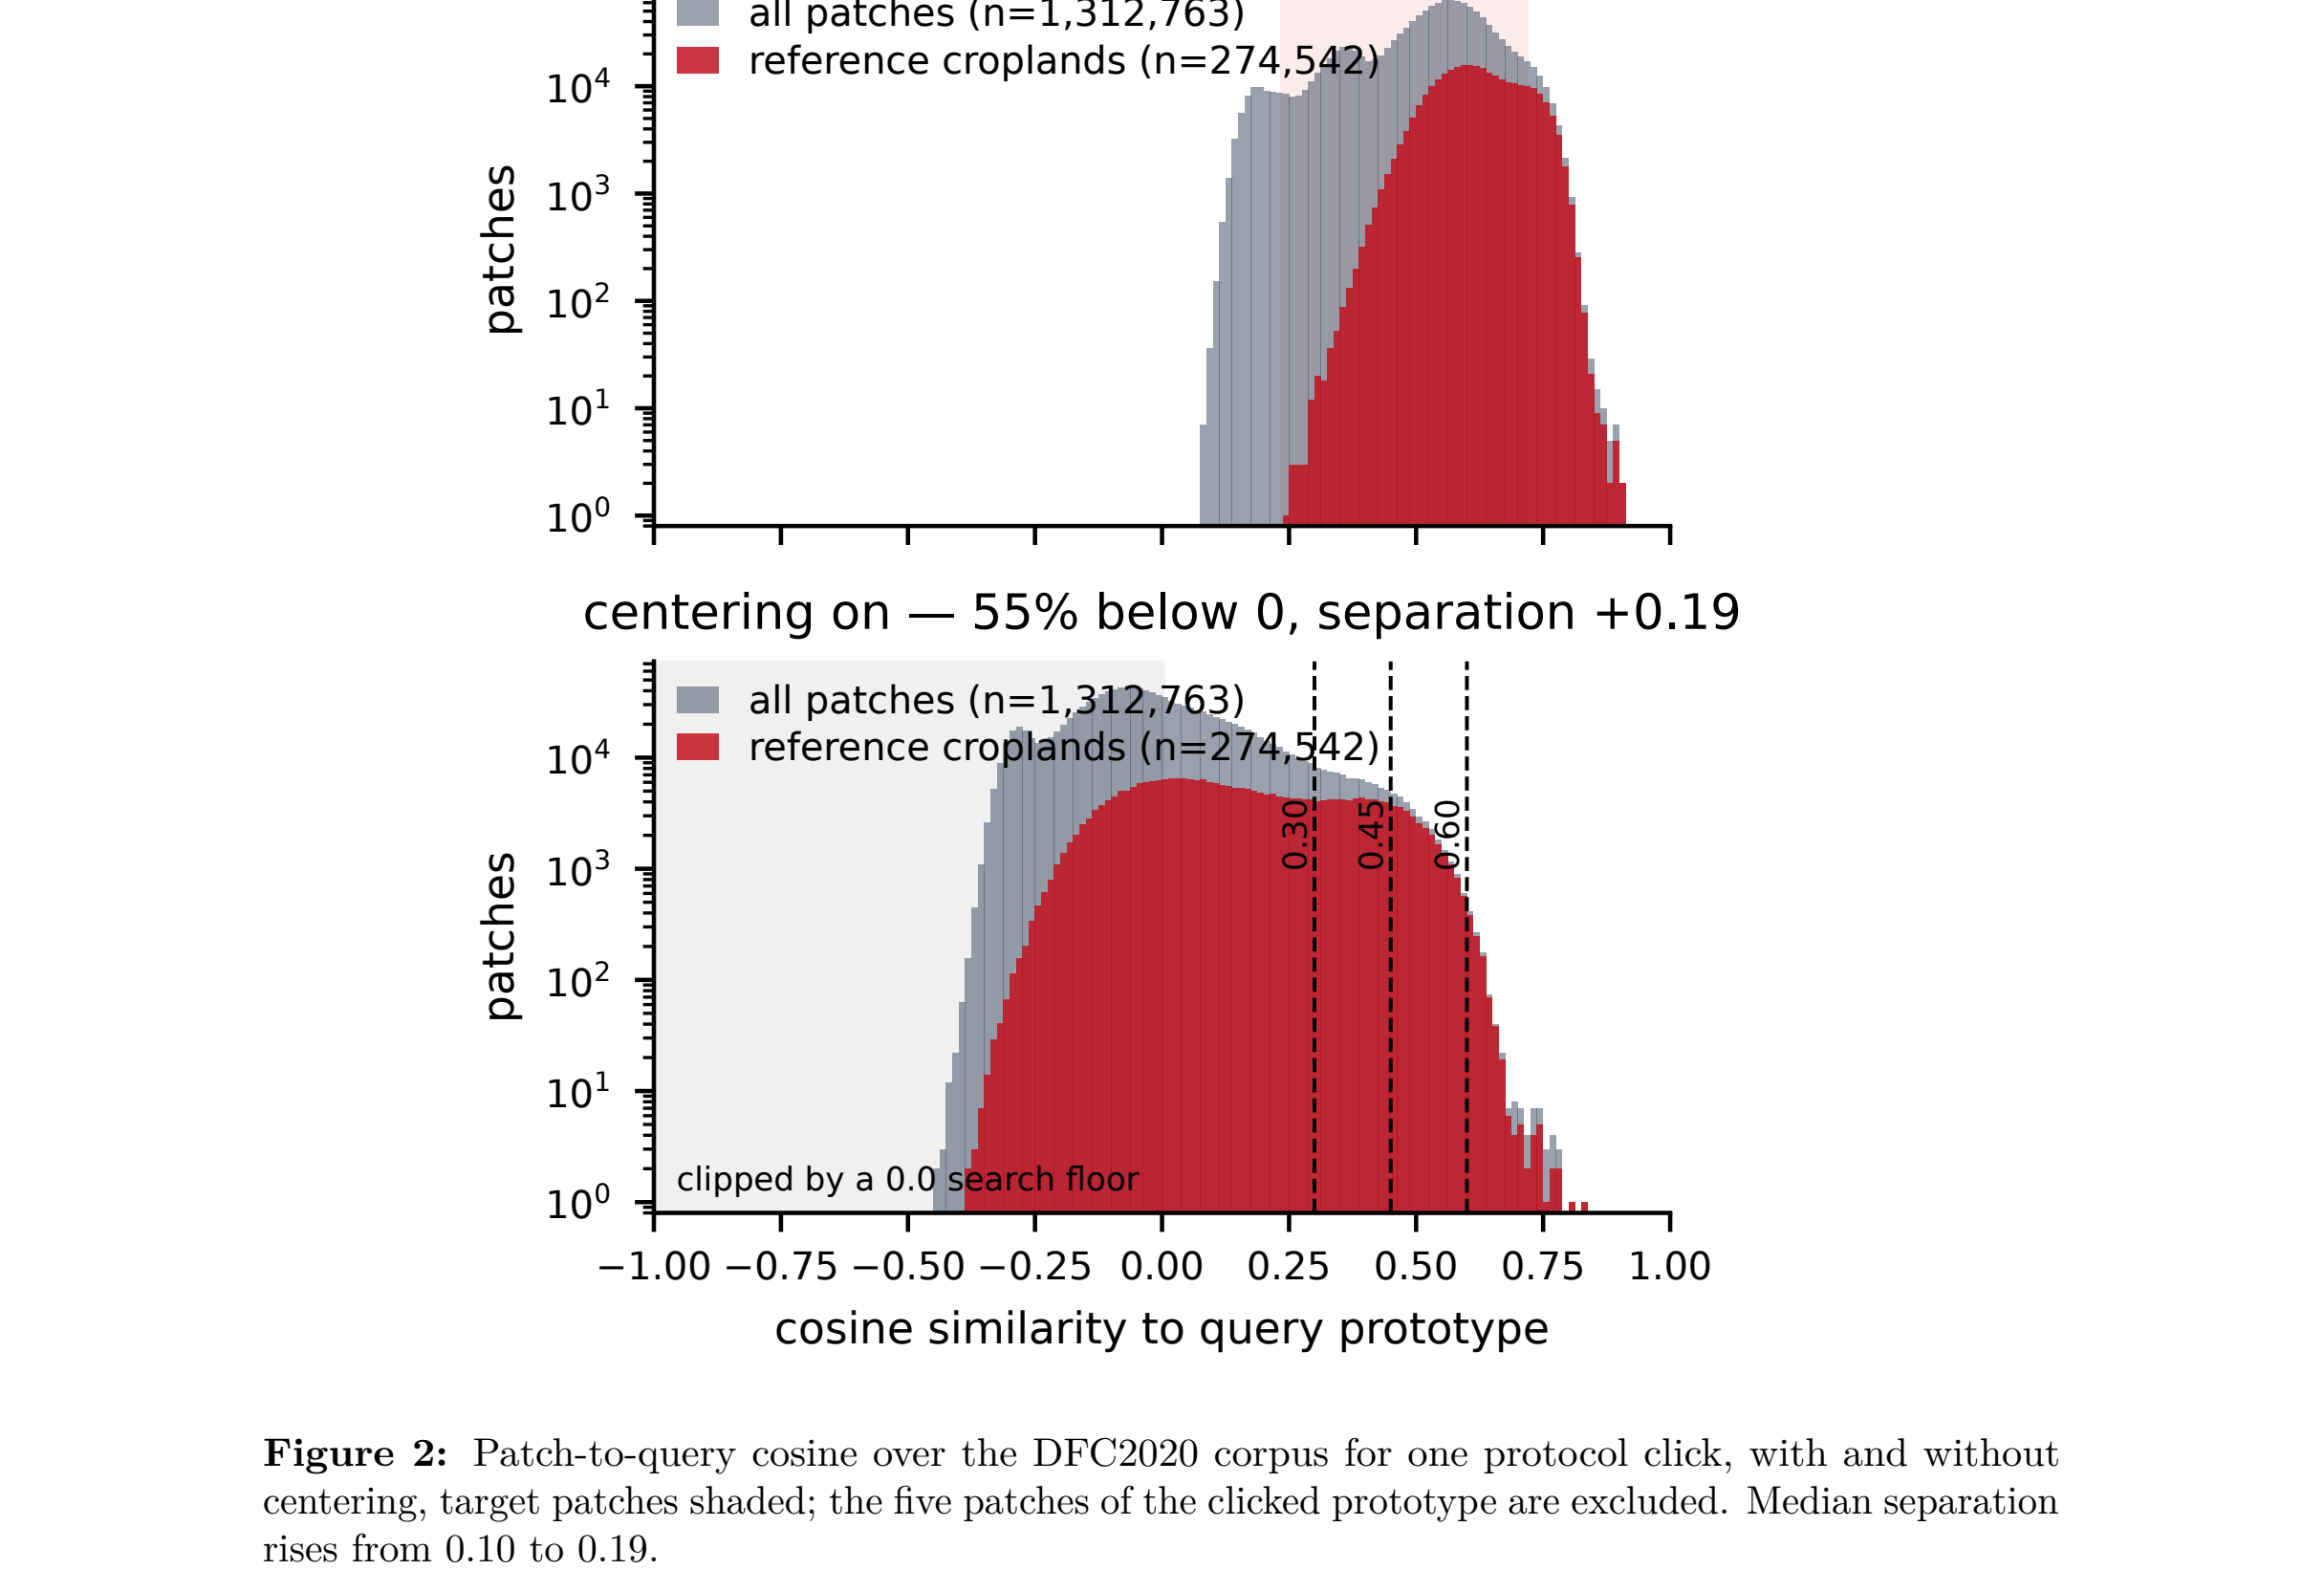 all patches (n=1,312,763)
reference croplands (n=274,542)
10⁴
10³
10²
10¹
10⁰
patches
centering on — 55% below 0, separation +0.19
all patches (n=1,312,763)
reference croplands (n=274,542)
10⁴
10³
10²
10¹
10⁰
patches
0.30
0.45
0.60
clipped by a 0.0 search floor
−1.00 −0.75 −0.50 −0.25 0.00 0.25 0.50 0.75 1.00
cosine similarity to query prototype
Figure 2: Patch-to-query cosine over the DFC2020 corpus for one protocol click, with and without
centering, target patches shaded; the five patches of the clicked prototype are excluded. Median separation
rises from 0.10 to 0.19.